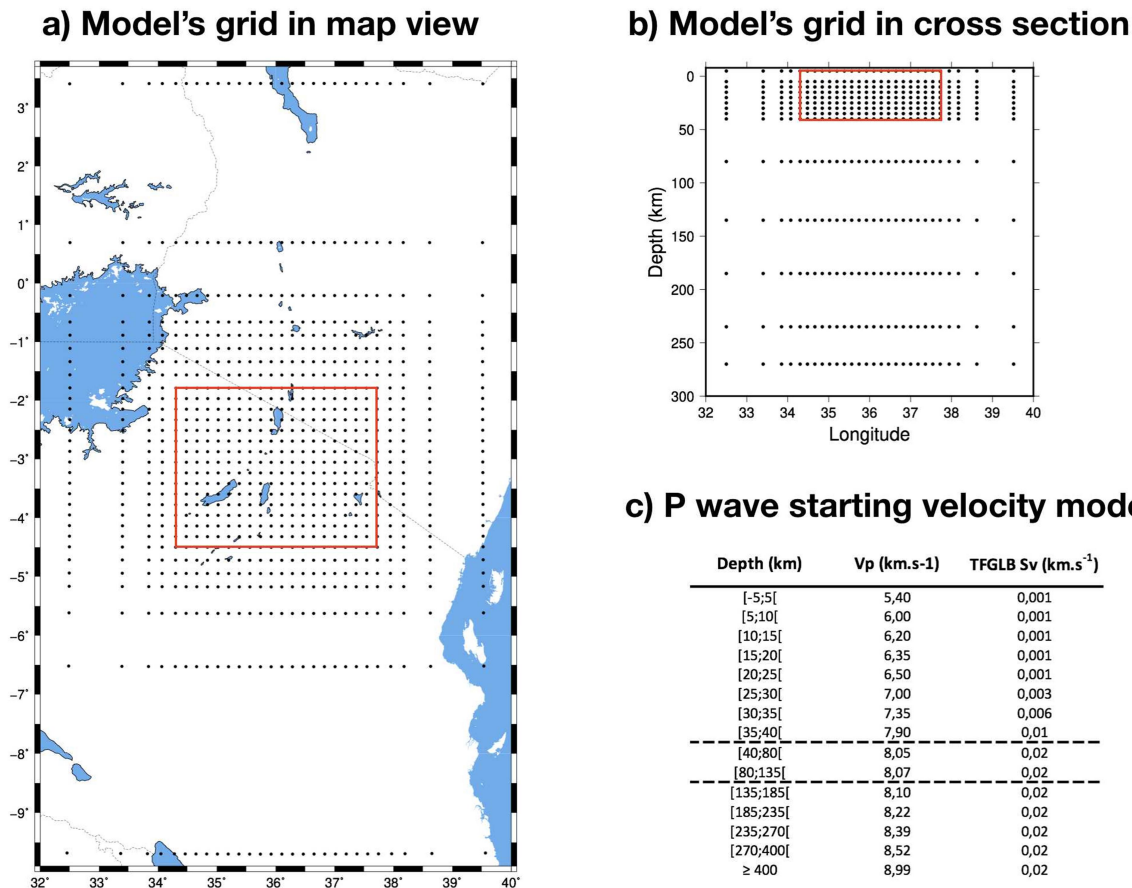 a) Model's grid in map view
3°
2°
1°
0°
−1°
−2°
−3°
−4°
−5°
−6°
−7°
−8°
−9°
32° 33° 34° 35° 36° 37° 38° 39° 40°
b) Model's grid in cross section
0
50
100
150
200
250
300
Depth (km)
32 33 34 35 36 37 38 39 40
Longitude
c) P wave starting velocity mode
Depth (km) Vp (km.s-1) TFGLB Sv (km.s-1)
[-5;5[ 5,40 0,001
[5;10[ 6,00 0,001
[10;15[ 6,20 0,001
[15;20[ 6,35 0,001
[20;25[ 6,50 0,001
[25;30[ 7,00 0,003
[30;35[ 7,35 0,006
[35;40[ 7,90 0,01
[40;80[ 8,05 0,02
[80;135[ 8,07 0,02
[135;185[ 8,10 0,02
[185;235[ 8,22 0,02
[235;270[ 8,39 0,02
[270;400[ 8,52 0,02
≥ 400 8,99 0,02